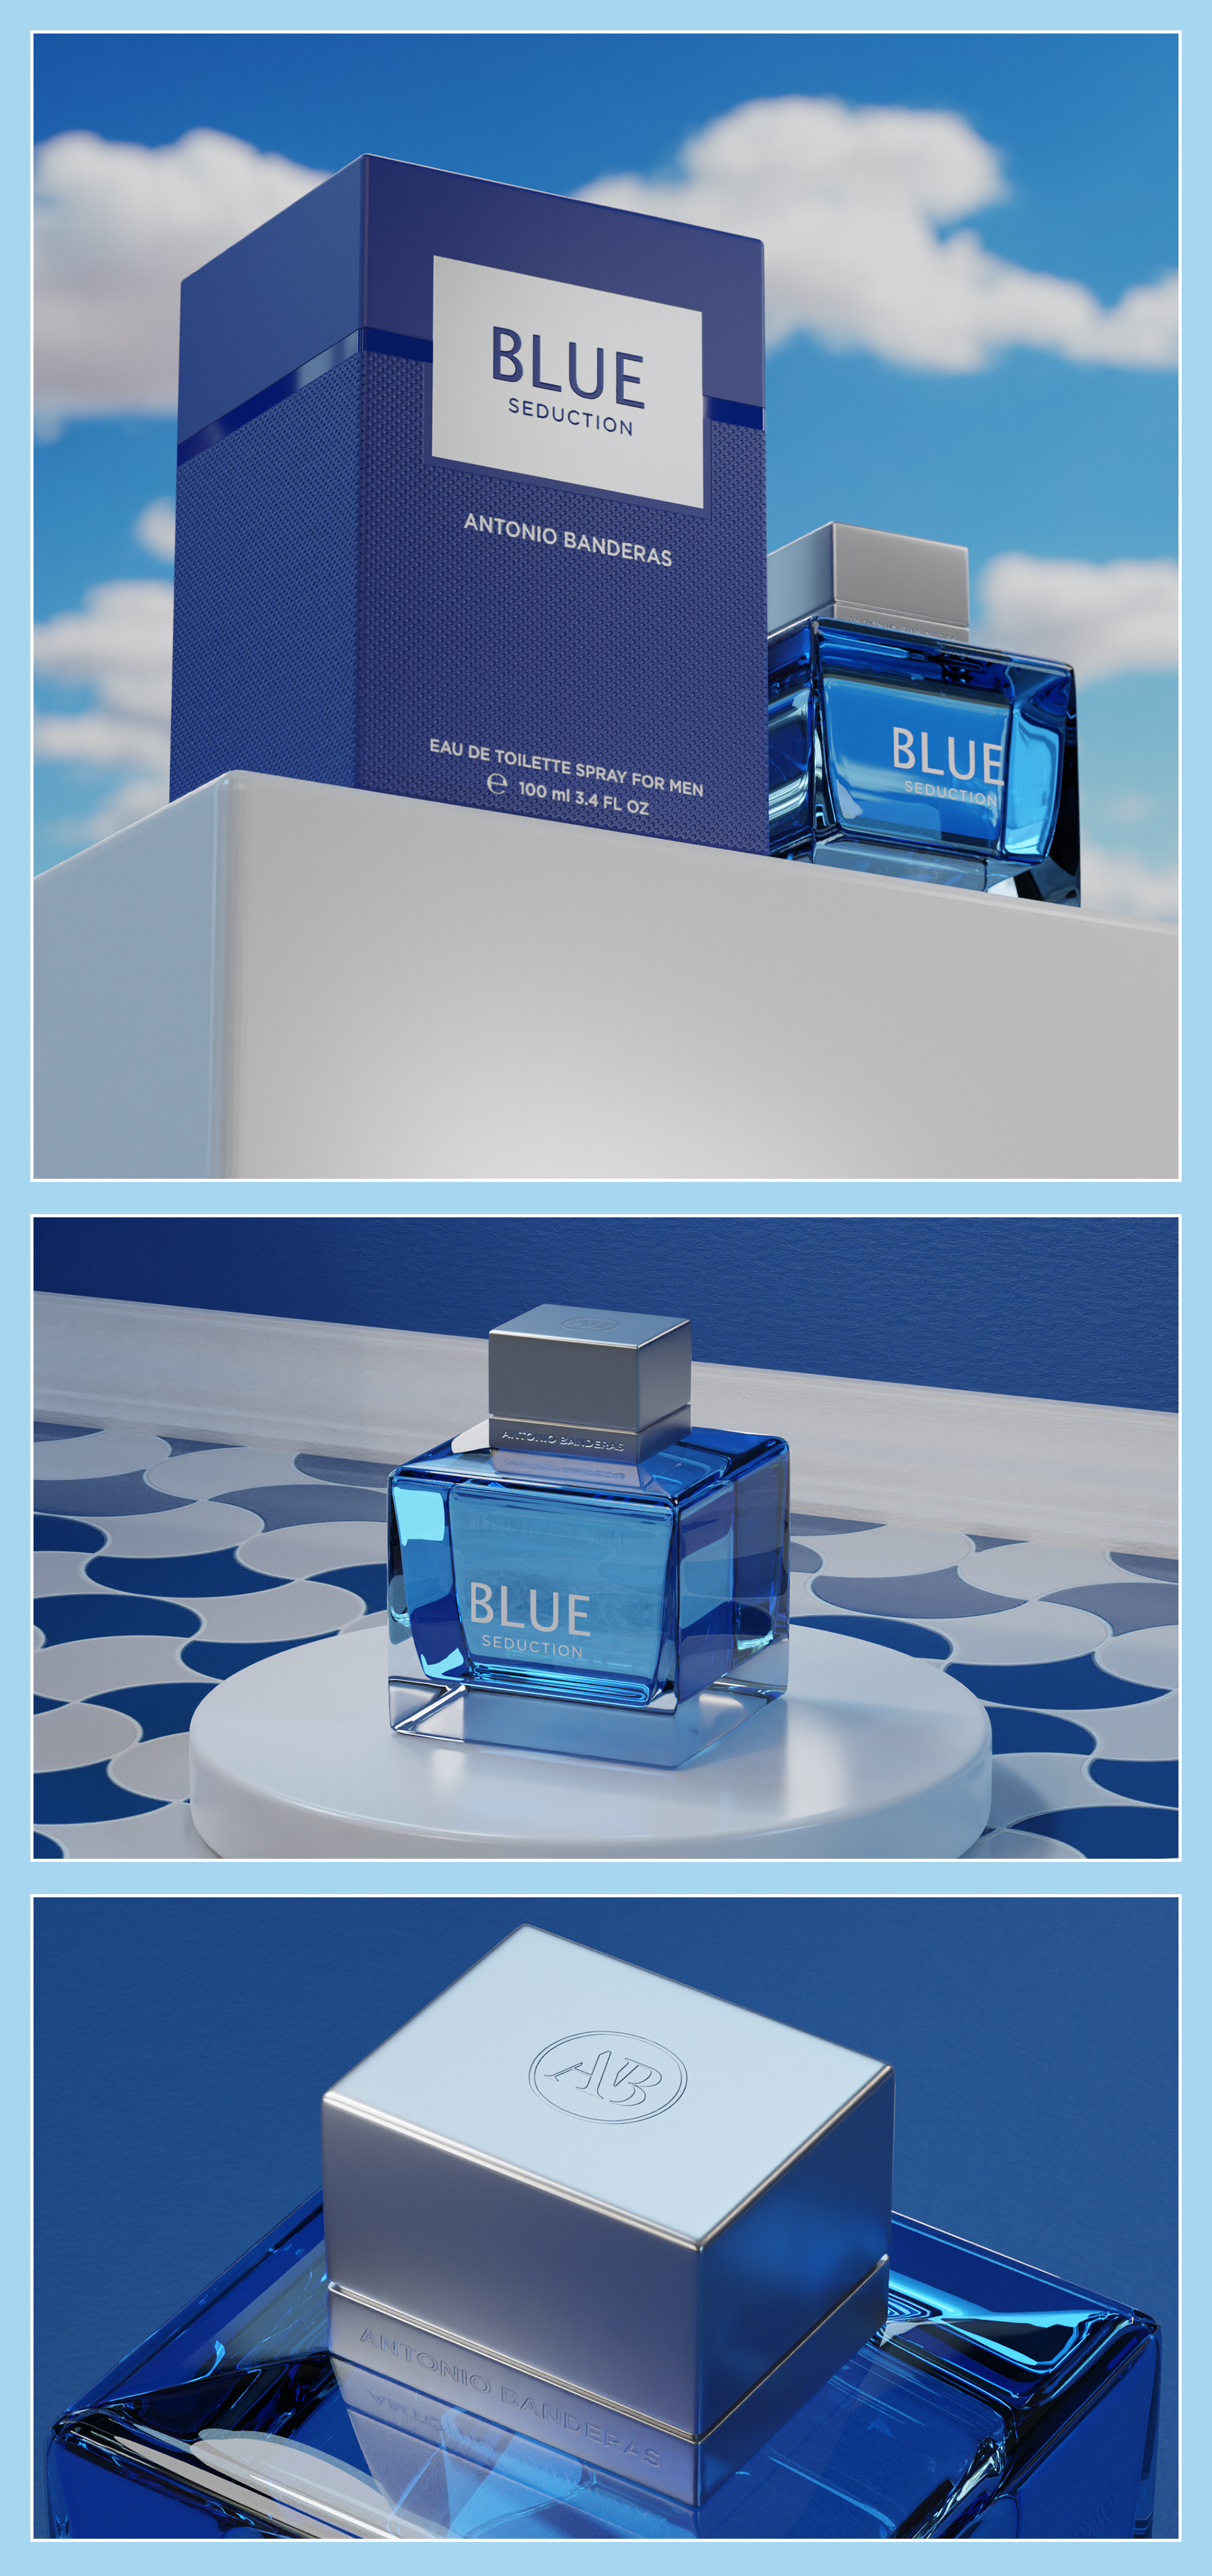 BLUE
SEDUCTION
ANTONIO BANDERAS
EAU DE TOILETTE SPRAY FOR MEN
℮ 100 ml 3.4 FL OZ
BLUE
SEDUCTION
ANTONIO BANDERAS
BLUE
SEDUCTION
AB
ANTONIO BANDERAS